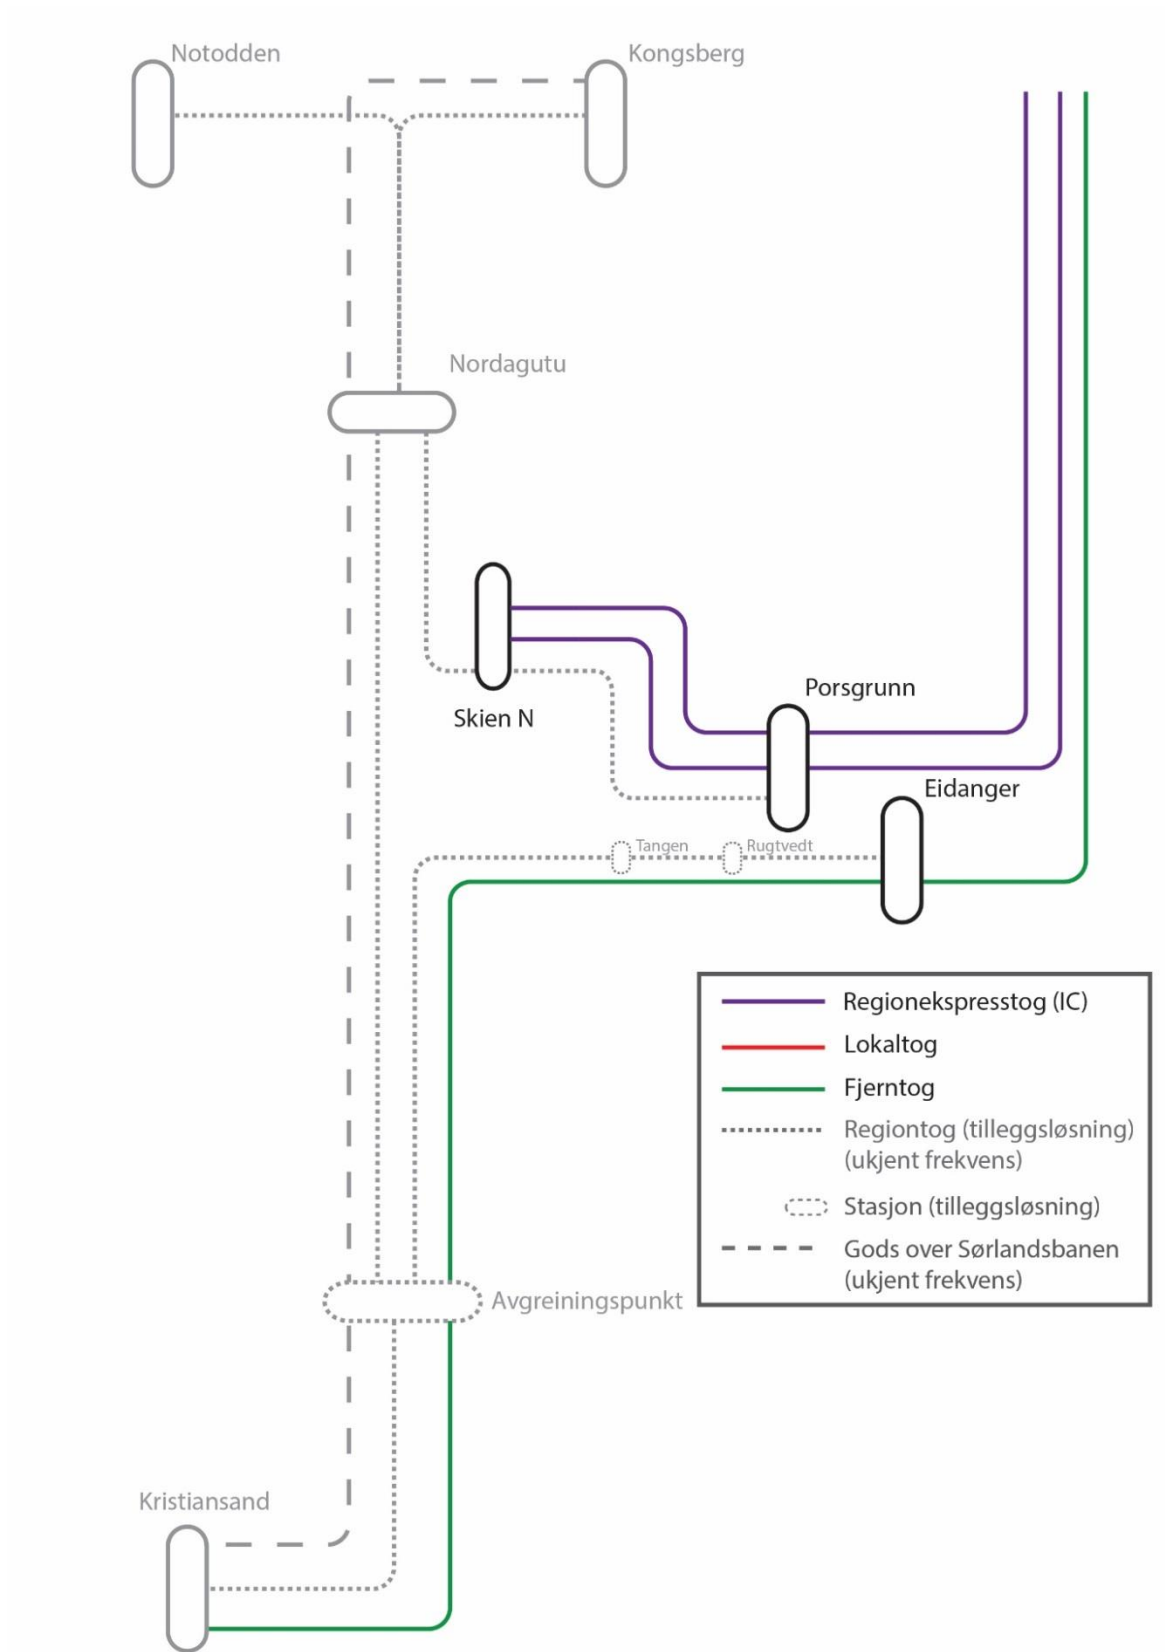 Notodden
Kongsberg
Nordagutu
Skien N
Porsgrunn
Eidanger
Tangen
Rugtvedt
Regionekspresstog (IC)
Lokaltog
Fjerntog
Regiontog (tilleggsløsning)
(ukjent frekvens)
Stasjon (tilleggsløsning)
Gods over Sørlandsbanen
(ukjent frekvens)
Avgreiningspunkt
Kristiansand